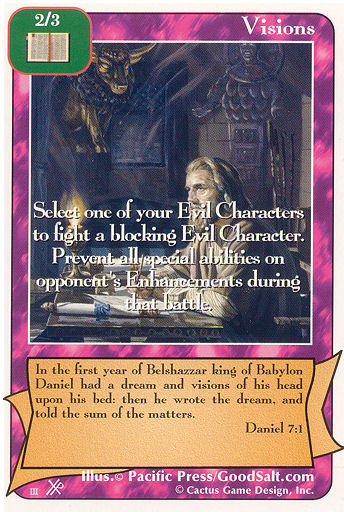 2/3
Visions
Select one of your Evil Characters
to fight a blocking Evil Character.
Prevent all special abilities on
opponent's Enhancements during
that battle.
In the first year of Belshazzar king of Babylon
Daniel had a dream and visions of his head
upon his bed: then he wrote the dream, and
told the sum of the matters.
Daniel 7:1
Illus.© Pacific Press/GoodSalt.com
III
© Cactus Game Design, Inc.